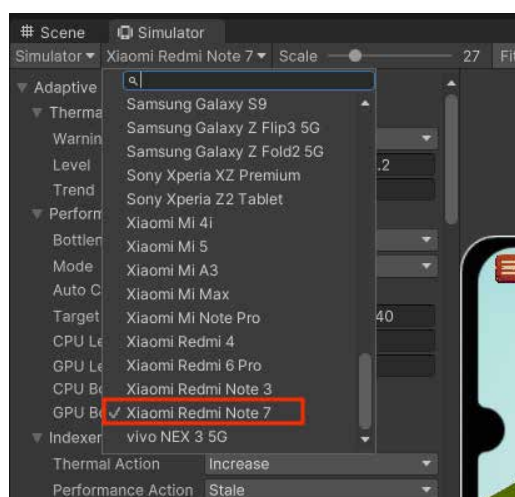 # Scene Simulator
Simulator Xiaomi Redmi Note 7 Scale 27
Adaptive
Samsung Galaxy S9
Samsung Galaxy Z Flip3 5G
Samsung Galaxy Z Fold2 5G
Level .2
Sony Xperia XZ Premium
Trend
Sony Xperia Z2 Tablet
Xiaomi Mi 4i
Xiaomi Mi 5
Mode
Xiaomi Mi A3
Xiaomi Mi Max
Target
Xiaomi Mi Note Pro
40
Xiaomi Redmi 4
Xiaomi Redmi 6 Pro
Xiaomi Redmi Note 3
Xiaomi Redmi Note 7
vivo NEX 3 5G
Thermal Action Increase
Performance Action Stale